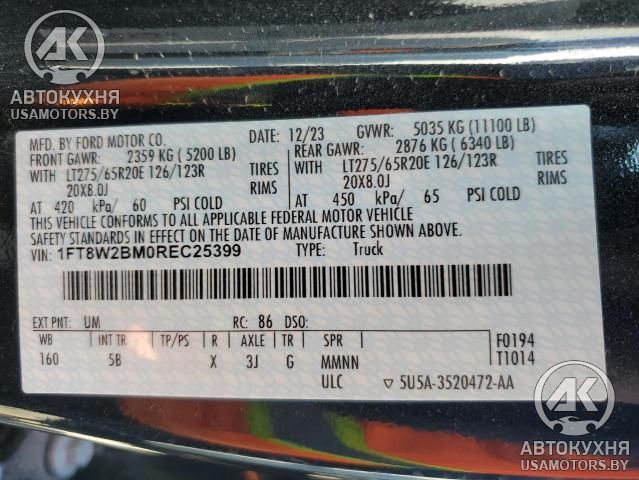 АК
АВТОКУХНЯ
USAMOTORS.BY
MFD. BY FORD MOTOR CO.
DATE: 12/23 GVWR: 5035 KG (11100 LB)
FRONT GAWR: 2359 KG ( 5200 LB) REAR GAWR: 2876 KG ( 6340 LB)
WITH LT275/65R20E 126/123R TIRES WITH LT275/65R20E 126/123R TIRES
20X8.0J RIMS 20X8.0J RIMS
AT 420 kPa/ 60 PSI COLD AT 450 kPa/ 65 PSI COLD
THIS VEHICLE CONFORMS TO ALL APPLICABLE FEDERAL MOTOR VEHICLE
SAFETY STANDARDS IN EFFECT ON THE DATE OF MANUFACTURE SHOWN ABOVE.
VIN: 1FT8W2BM0REC25399 TYPE: Truck
EXT PNT: UM RC: 86 DSO:
WB INT TR TP/PS R AXLE TR SPR F0194
160 5B X 3J G MMNN T1014
ULC ▽ 5U5A-3520472-AA
АК
АВТОКУХНЯ
USAMOTORS.BY